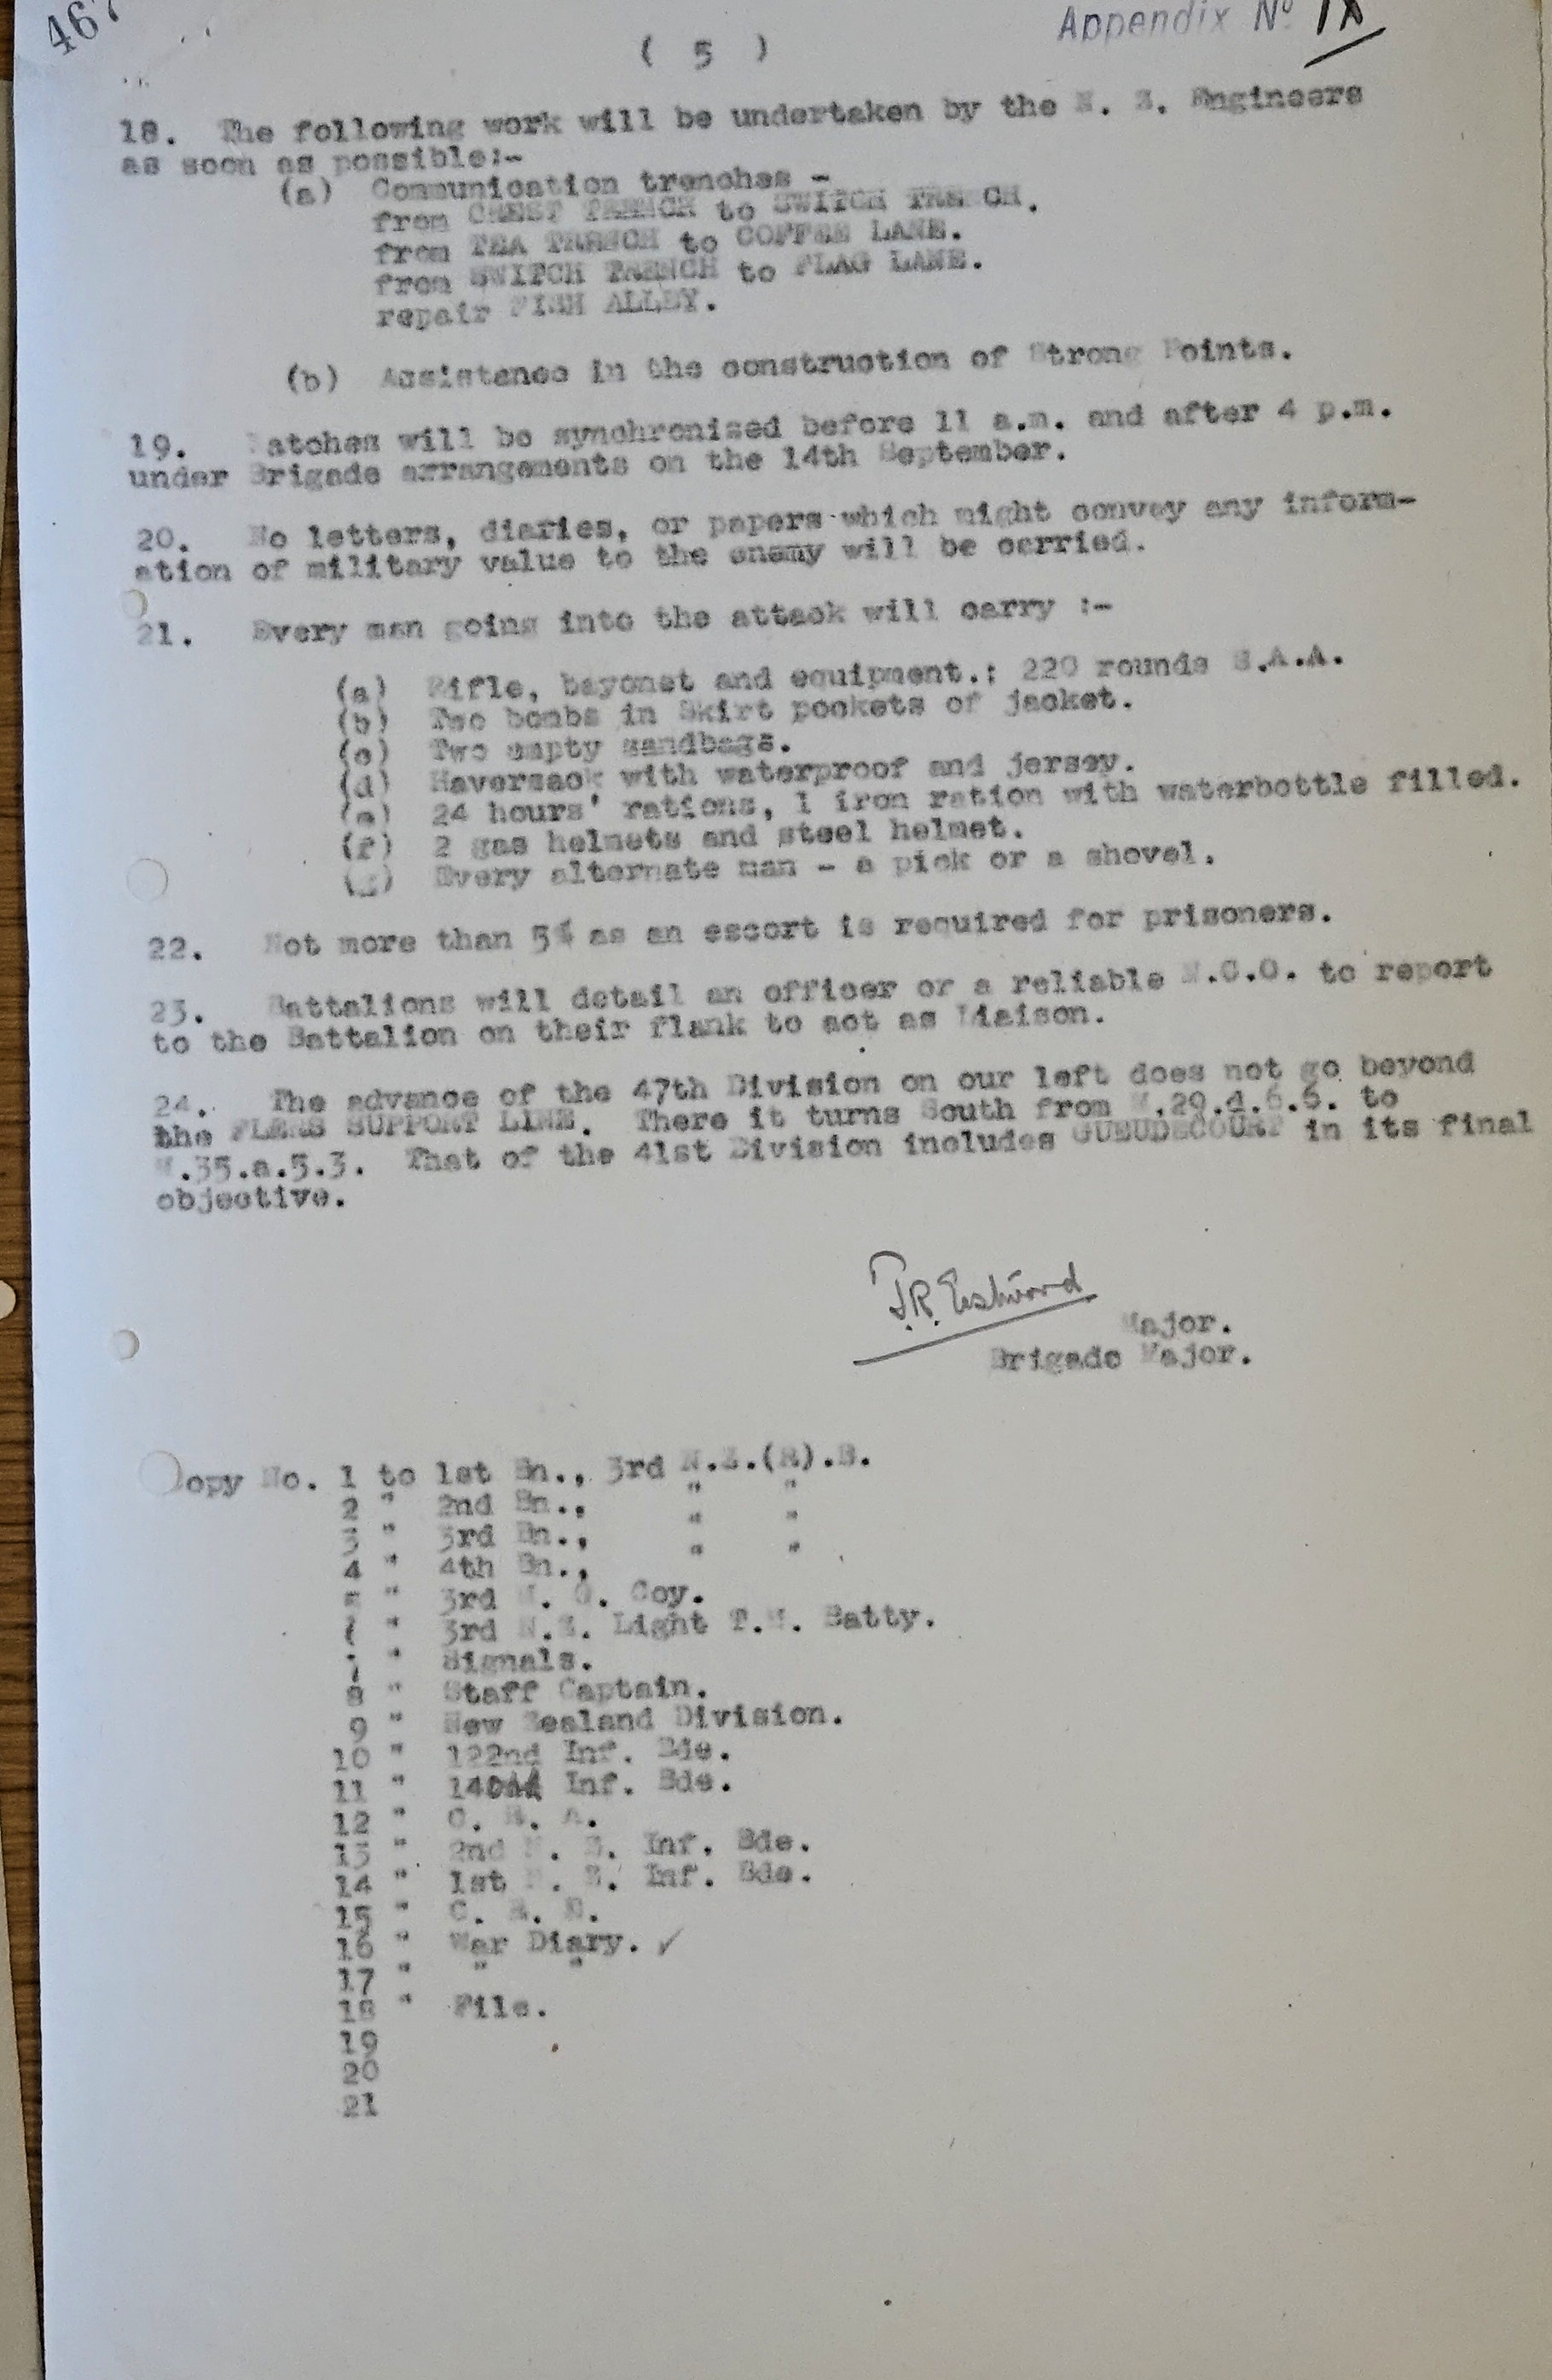 467
Appendix No IX
( 5 )
18. The following work will be undertaken by the N. Z. Engineers
as soon as possible:-
(a) Communication trenches -
from CREST TRENCH to SWITCH TRENCH.
from TEA TRENCH to COFFEE LANE.
from SWITCH TRENCH to FLAG LANE.
repair FISH ALLEY.
(b) Assistance in the construction of Strong Points.
19. Watches will be synchronised before 11 a.m. and after 4 p.m.
under Brigade arrangements on the 14th September.
20. No letters, diaries, or papers which might convey any inform-
ation of military value to the enemy will be carried.
21. Every man going into the attack will carry :-
(a) Rifle, bayonet and equipment.; 220 rounds S.A.A.
(b) Two bombs in Skirt pockets of jacket.
(c) Two empty sandbags.
(d) Haversack with waterproof and jersey.
(e) 24 hours' rations, 1 iron ration with waterbottle filled.
(f) 2 gas helmets and steel helmet.
(g) Every alternate man - a pick or a shovel.
22. Not more than 5% as an escort is required for prisoners.
23. Battalions will detail an officer or a reliable N.C.O. to report
to the Battalion on their flank to act as Liaison.
24. The advance of the 47th Division on our left does not go beyond
the FLERS SUPPORT LINE. There it turns South from M.29.d.6.6. to
M.35.a.5.3. That of the 41st Division includes GUEUDECOURT in its final
objective.
J.R. Eastwood
Major.
Brigade Major.
Copy No. 1 to 1st Bn., 3rd N.Z.(R).B.
2 " 2nd Bn., " "
3 " 3rd Bn., " "
4 " 4th Bn., " "
5 " 3rd M. G. Coy.
6 " 3rd N.Z. Light T.M. Batty.
7 " Signals.
8 " Staff Captain.
9 " New Zealand Division.
10 " 122nd Inf. Bde.
11 " 140th Inf. Bde.
12 " C. R. A.
13 " 2nd N. Z. Inf. Bde.
14 " 1st N. Z. Inf. Bde.
15 " C. R. E.
16 " War Diary. ✓
17 " " "
18 " File.
19
20
21